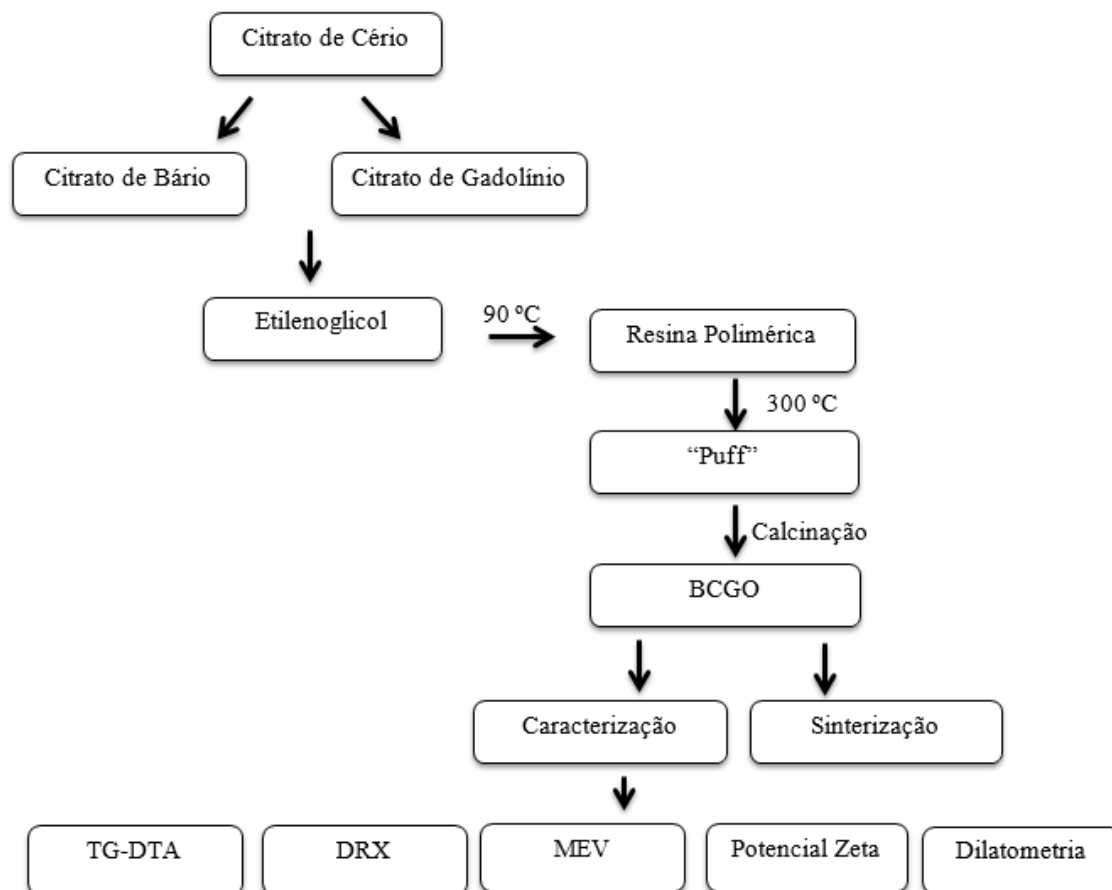 Citrato de Cério
Citrato de Bário
Citrato de Gadolínio
Etilenoglicol
90 ºC
Resina Polimérica
300 ºC
“Puff”
Calcinação
BCGO
Caracterização
Sinterização
TG-DTA
DRX
MEV
Potencial Zeta
Dilatometria